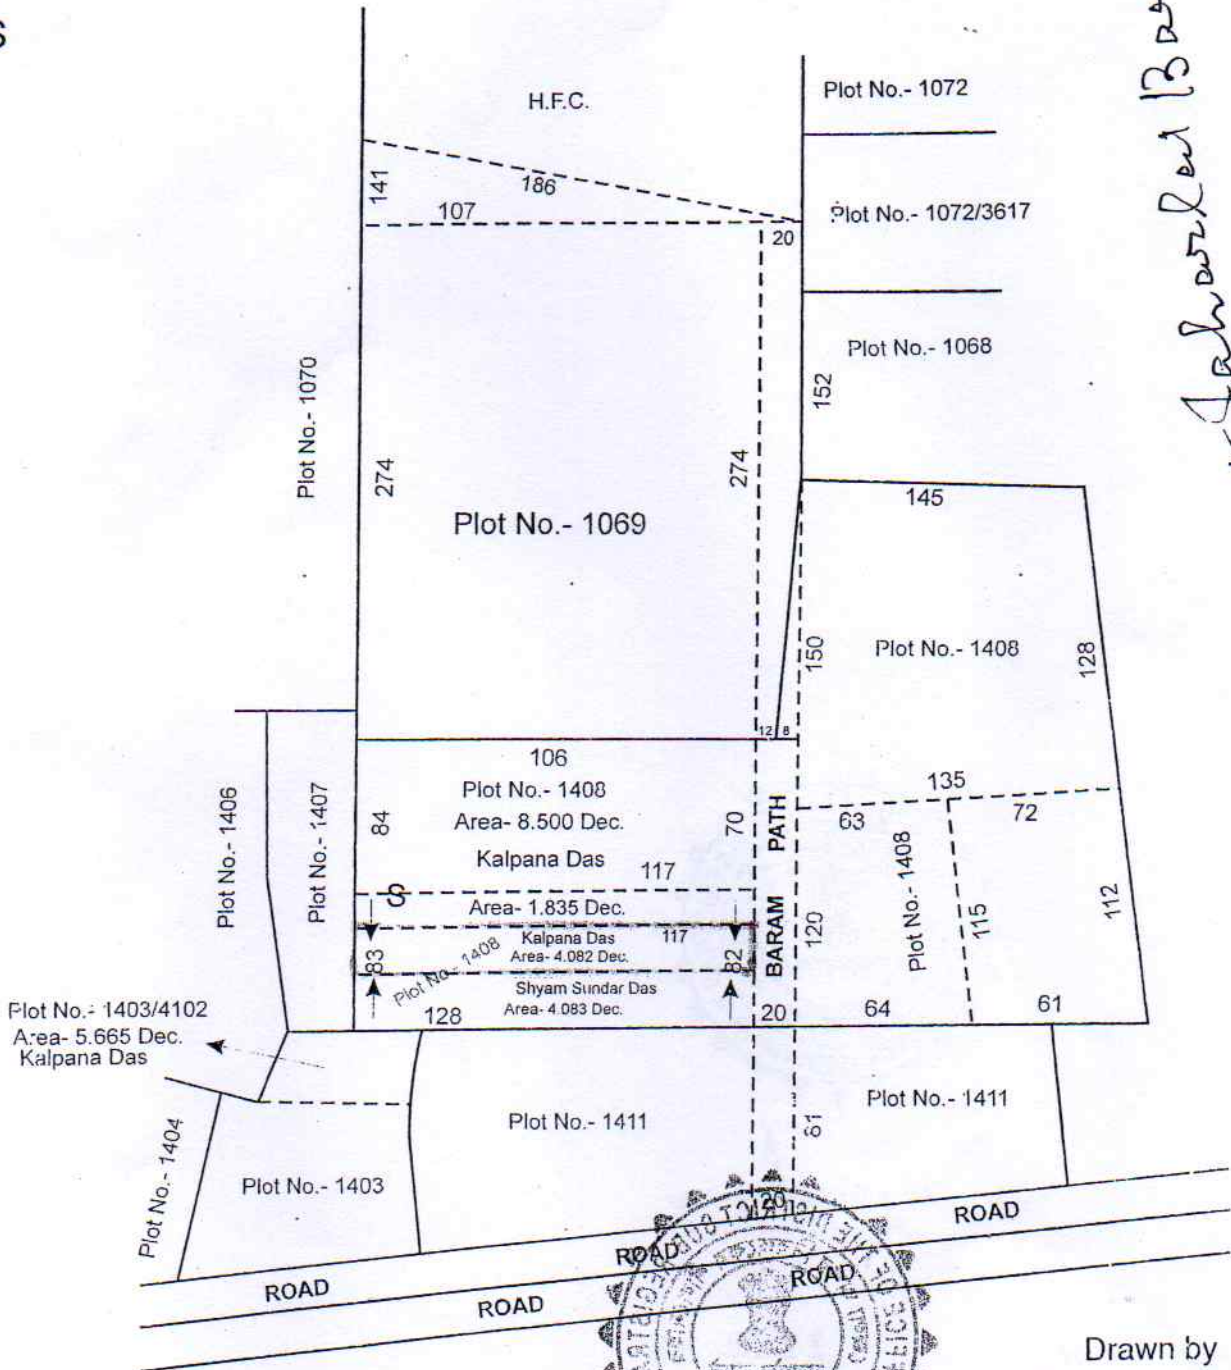 H.F.C.
Plot No.- 1072
141
186
107
20
Plot No.- 1072/3617
Plot No.- 1068
152
Plot No.- 1070
274
274
145
Plot No.- 1069
150
Plot No.- 1408
128
12
8
106
135
Plot No.- 1408
63
72
Area- 8.500 Dec.
84
70
Kalpana Das
117
Plot No.- 1406
Plot No.- 1407
BARAM PATH
Plot No.- 1408
115
112
120
S
Area- 1.835 Dec.
Kalpana Das
117
Area- 4.082 Dec.
83
82
Plot No.- 1408
Shyam Sundar Das
Area- 4.083 Dec.
128
20
64
61
Plot No.- 1403/4102
Area- 5.665 Dec.
Kalpana Das
Plot No.- 1411
Plot No.- 1411
81
Plot No.- 1404
Plot No.- 1403
20
ROAD
ROAD
ROAD
ROAD
ROAD
Drawn by